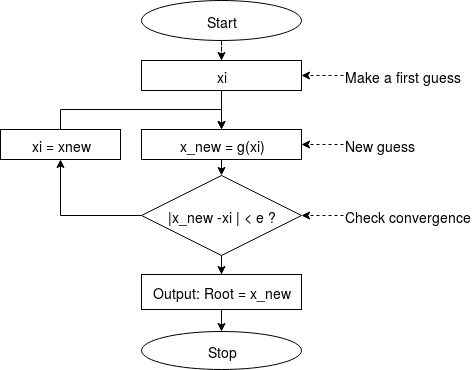 Start
xi
Make a first guess
xi = xnew
x_new = g(xi)
New guess
|x_new -xi | < e ?
Check convergence
Output: Root = x_new
Stop